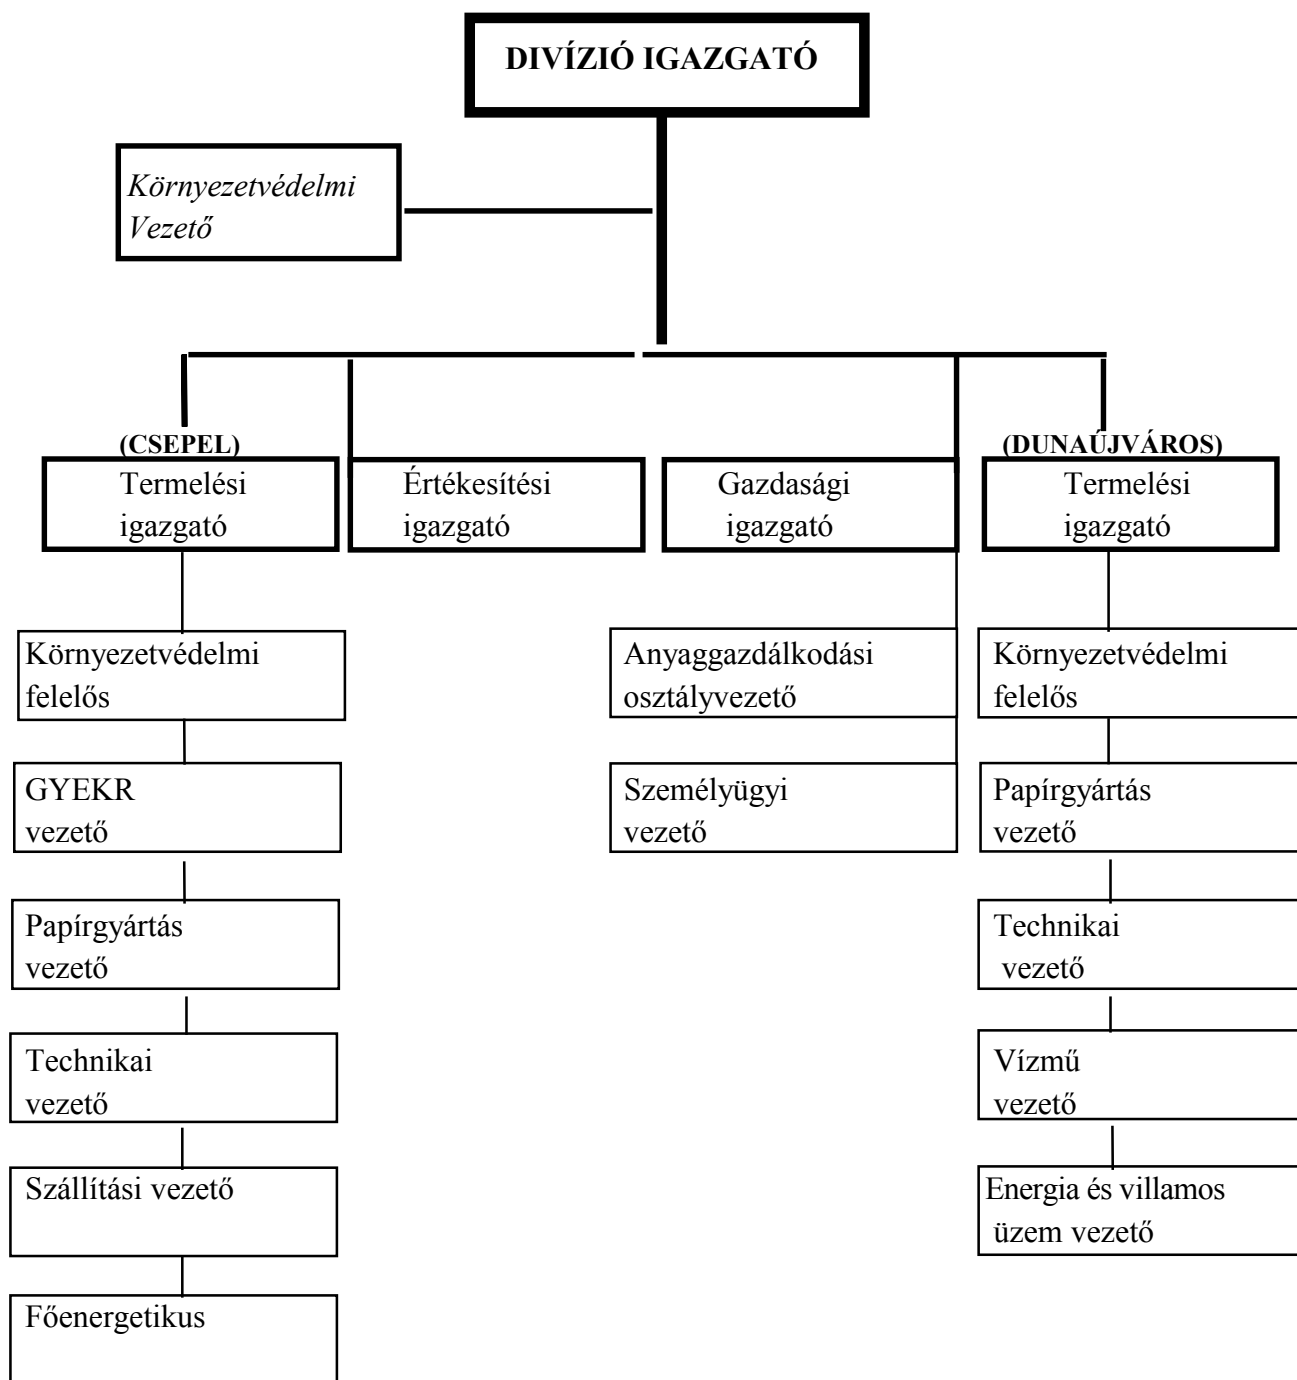 DIVÍZIÓ IGAZGATÓ
Környezetvédelmi
Vezető
(CSEPEL)
Termelési
igazgató
Értékesítési
igazgató
Gazdasági
igazgató
(DUNAÚJVÁROS)
Termelési
igazgató
Környezetvédelmi
felelős
GYEKR
vezető
Papírgyártás
vezető
Technikai
vezető
Szállítási vezető
Főenergetikus
Anyaggazdálkodási
osztályvezető
Személyügyi
vezető
Környezetvédelmi
felelős
Papírgyártás
vezető
Technikai
vezető
Vízmű
vezető
Energia és villamos
üzem vezető